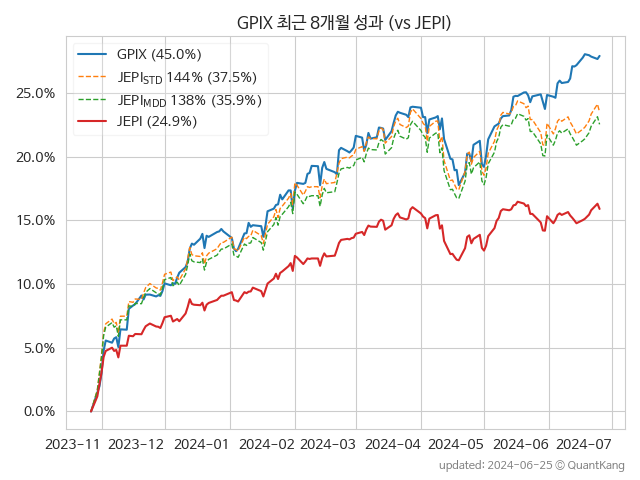 GPIX 최근 8개월 성과 (vs JEPI)
GPIX (45.0%)
JEPI_STD 144% (37.5%)
JEPI_MDD 138% (35.9%)
JEPI (24.9%)
25.0%
20.0%
15.0%
10.0%
5.0%
0.0%
2023-11 2023-12 2024-01 2024-02 2024-03 2024-04 2024-05 2024-06 2024-07
updated: 2024-06-25 © QuantKang